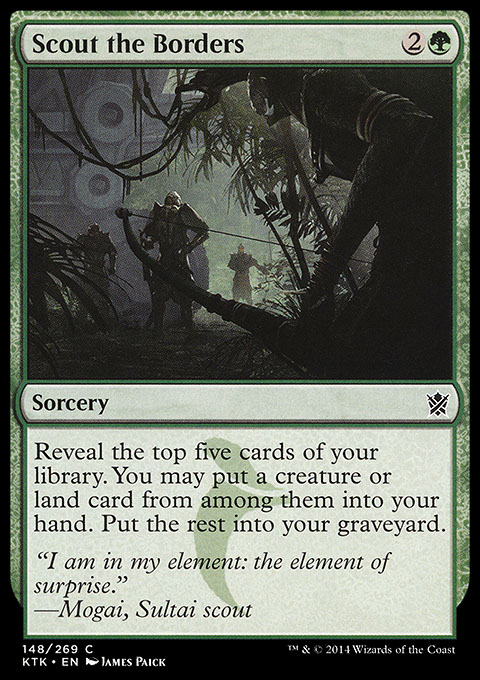 Scout the Borders 2
Sorcery
Reveal the top five cards of your
library. You may put a creature or
land card from among them into your
hand. Put the rest into your graveyard.
“I am in my element: the element of
surprise.”
—Mogai, Sultai scout
148/269 C
KTK • EN James Paick
™ & © 2014 Wizards of the Coast